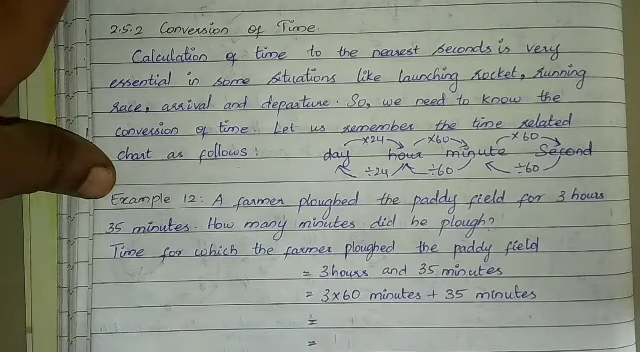 2.5.2 Conversion of Time.
Calculation of time to the nearest seconds is very
essential in some situations like launching rocket, running
race, arrival and departure. So, we need to know the
conversion of time. Let us remember the time related
chart as follows:
×24 ×60 ×60
day hour minute Second
÷24 ÷60 ÷60
Example 12: A farmer ploughed the paddy field for 3 hours
35 minutes. How many minutes did he plough?
Time for which the farmer ploughed the paddy field
= 3hours and 35 minutes
= 3×60 minutes + 35 minutes
=
=